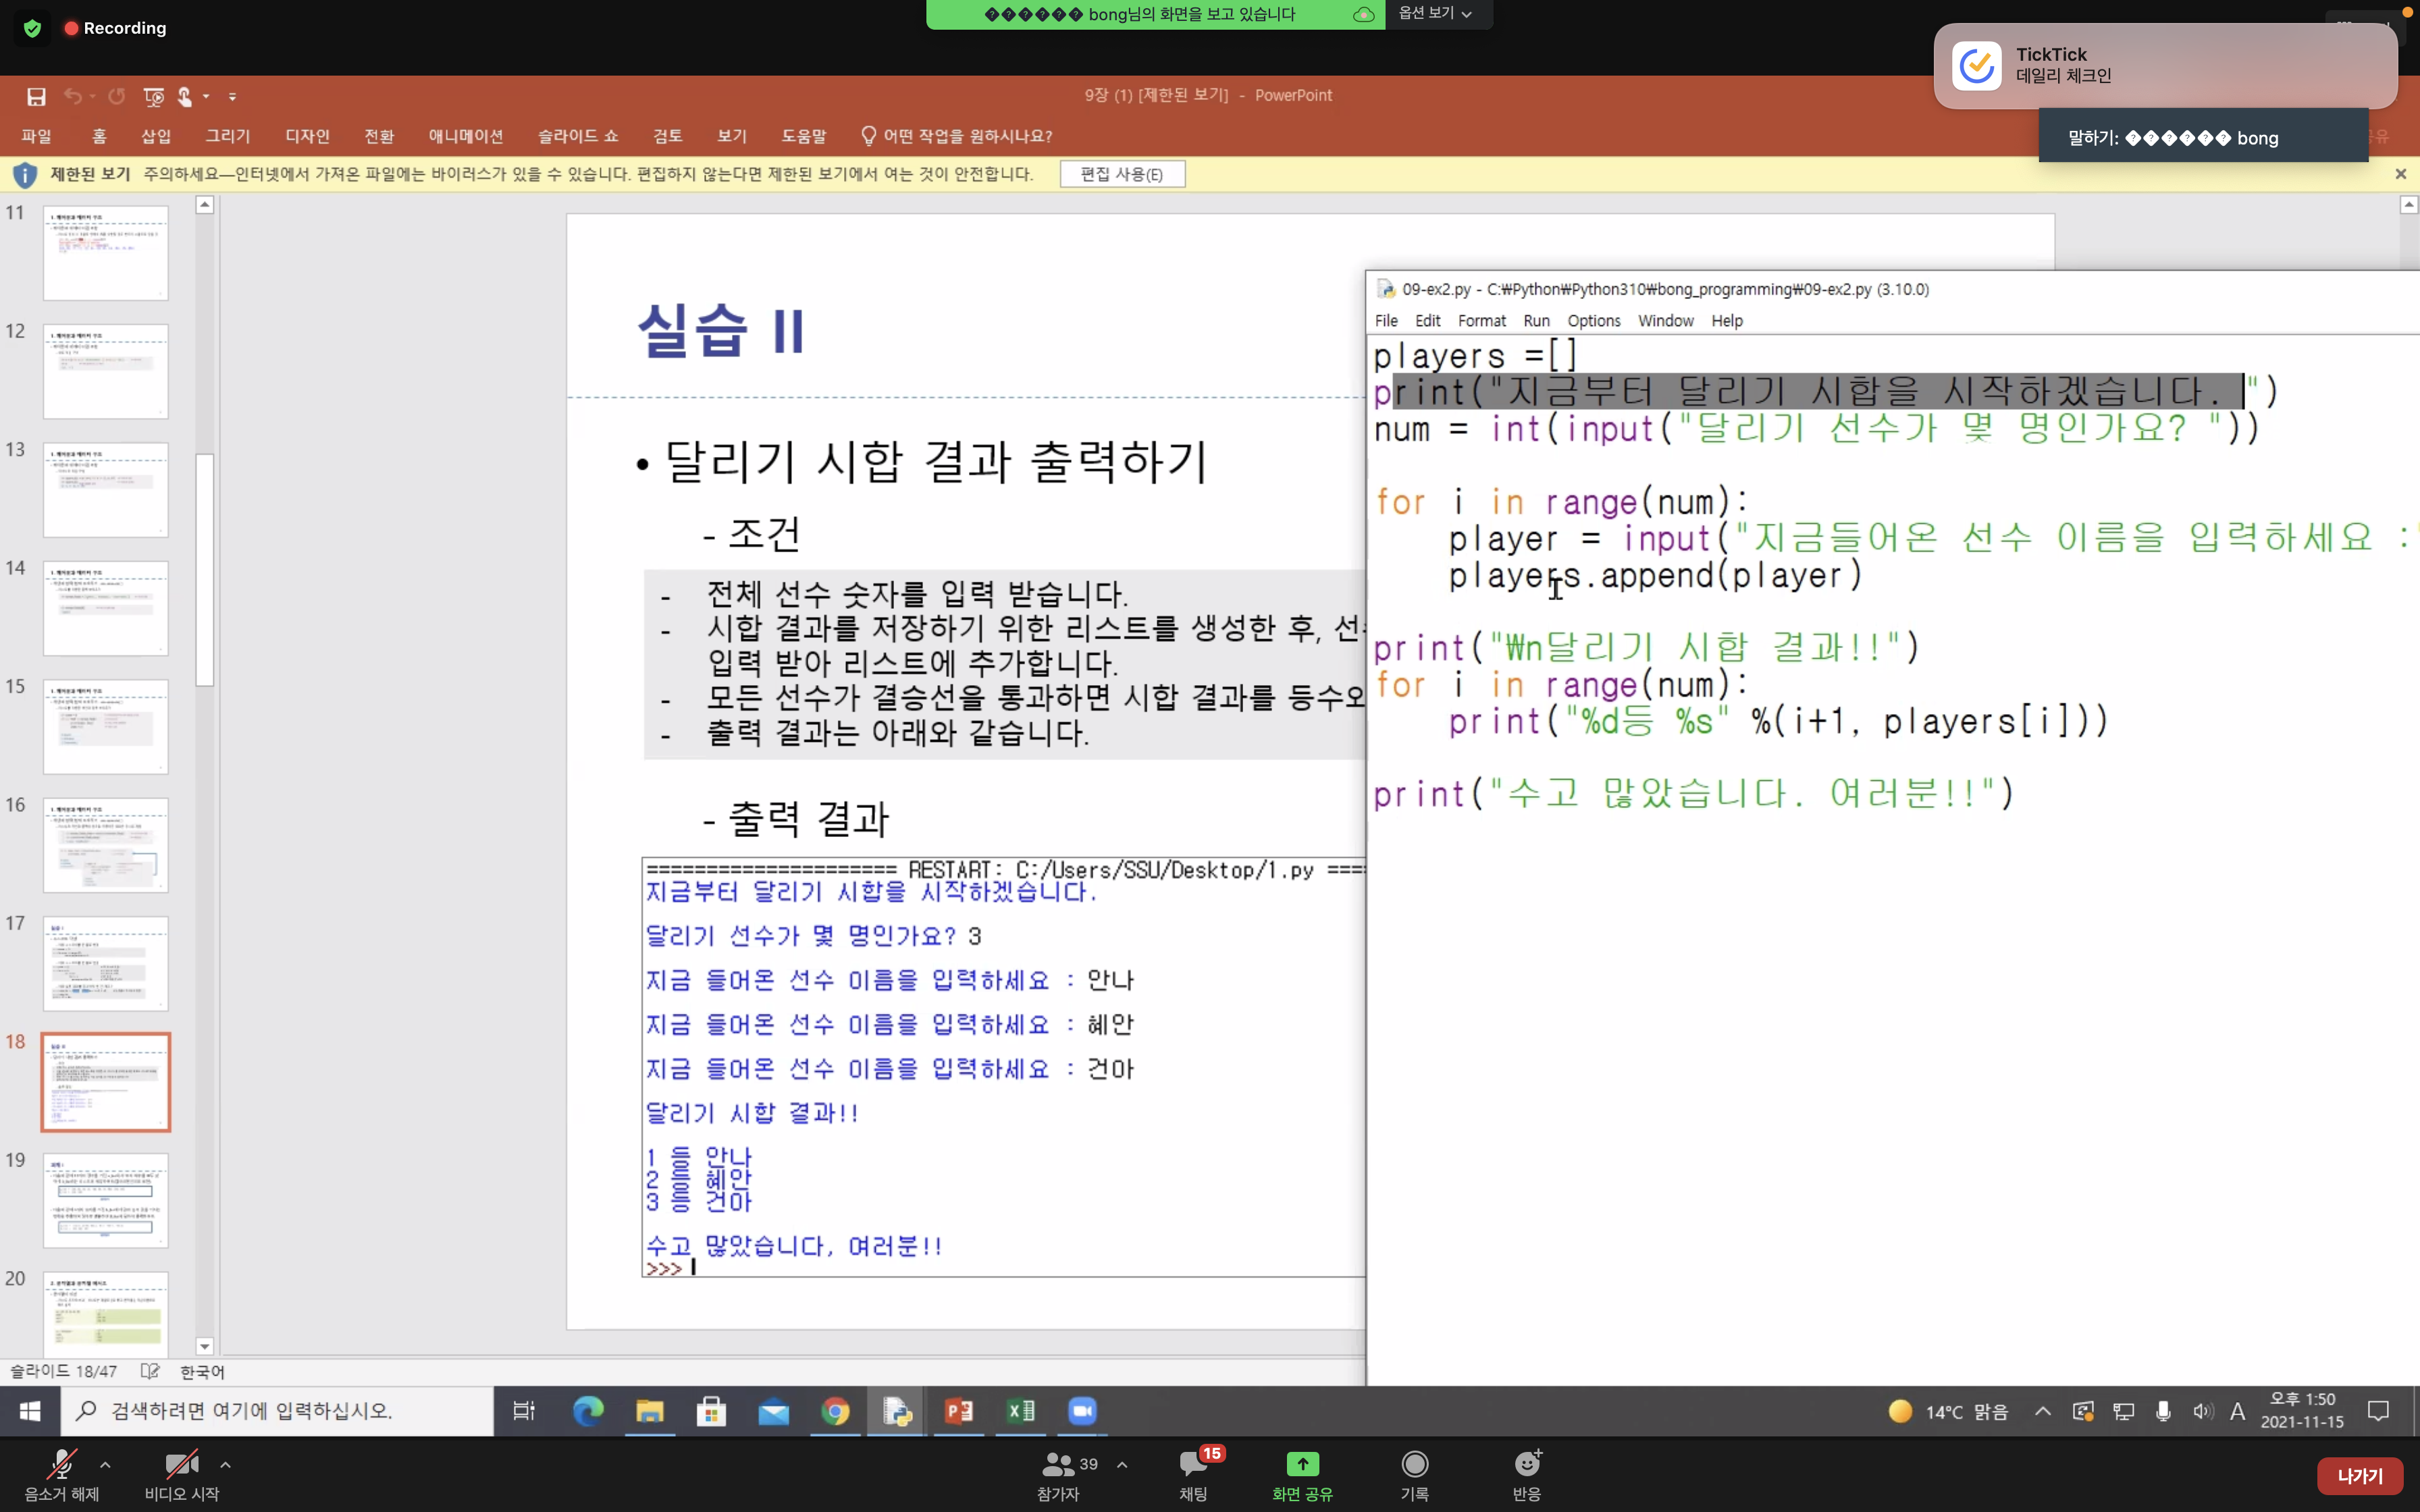 Recording
bong님의 화면을 보고 있습니다
옵션 보기
TickTick
데일리 체크인
말하기: bong
9장 (1) [제한된 보기] - PowerPoint
파일 홈 삽입 그리기 디자인 전환 애니메이션 슬라이드 쇼 검토 보기 도움말 어떤 작업을 원하시나요?
제한된 보기 주의하세요—인터넷에서 가져온 파일에는 바이러스가 있을 수 있습니다. 편집하지 않는다면 제한된 보기에서 여는 것이 안전합니다. 편집 사용(E)
11
12
13
14
15
16
17
18
19
20
실습 II
• 달리기 시합 결과 출력하기
- 조건
- 전체 선수 숫자를 입력 받습니다.
- 시합 결과를 저장하기 위한 리스트를 생성한 후,
입력 받아 리스트에 추가합니다.
- 모든 선수가 결승선을 통과하면 시합 결과를
- 출력 결과는 아래와 같습니다.
- 출력 결과
===================== RESTART: C:/Users/SSU/Desktop/1.py ====
지금부터 달리기 시합을 시작하겠습니다.
달리기 선수가 몇 명인가요? 3
지금 들어온 선수 이름을 입력하세요 : 안나
지금 들어온 선수 이름을 입력하세요 : 혜안
지금 들어온 선수 이름을 입력하세요 : 건아
달리기 시합 결과!!
1 등 안나
2 등 혜안
3 등 건아
수고 많았습니다, 여러분!!
>>>
09-ex2.py - C:₩Python₩Python310₩bong_programming₩09-ex2.py (3.10.0)
File Edit Format Run Options Window Help
players =[]
print("지금부터 달리기 시합을 시작하겠습니다. ")
num = int(input("달리기 선수가 몇 명인가요? "))
for i in range(num):
player = input("지금들어온 선수 이름을 입력하세요 :"
players.append(player)
print("₩n달리기 시합 결과!!")
for i in range(num):
print("%d등 %s" %(i+1, players[i]))
print("수고 많았습니다. 여러분!!")
슬라이드 18/47 한국어
검색하려면 여기에 입력하십시오.
14°C 맑음
A
오후 1:50
2021-11-15
음소거 해제
비디오 시작
39
참가자
15
채팅
화면 공유
기록
반응
나가기